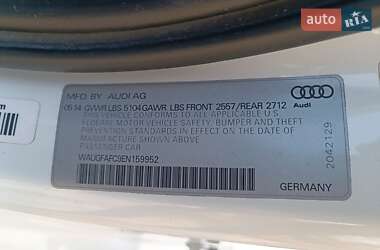 auto RIA
m
MFD. BY AUDI AG
05.14 GVWR LBS 5104 GAWR LBS FRONT 2557/REAR 2712
THIS VEHICLE CONFORMS TO ALL APPLICABLE U.S.
FEDERAL MOTOR VEHICLE SAFETY, BUMPER AND THEFT
PREVENTION STANDARDS IN EFFECT ON THE DATE OF
MANUFACTURE SHOWN ABOVE.
PASSENGER CAR
WAUGFAFC9EN159952
GERMANY
Audi
2042129